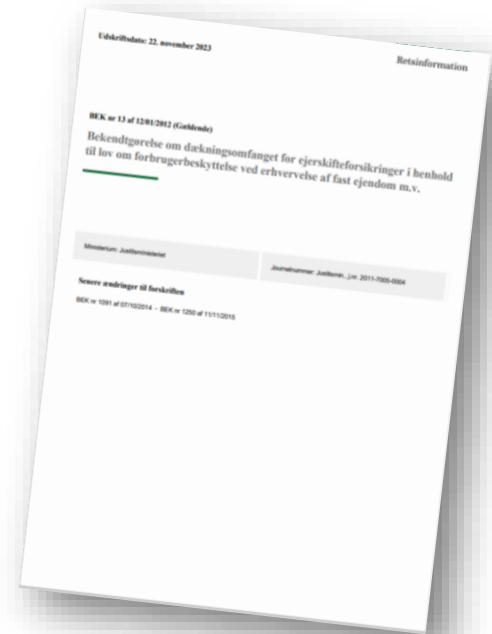 Udskriftsdato: 22. november 2023
Retsinformation
BEK nr 13 af 12/01/2012 (Gældende)
Bekendtgørelse om dækningsomfanget for ejerskifteforsikringer i henhold
til lov om forbrugerbeskyttelse ved erhvervelse af fast ejendom m.v.
Ministerium: Justitsministeriet
Journalnummer: Justitsmin., j.nr. 2011-7005-0004
Senere ændringer til forskriften
BEK nr 1091 af 07/10/2014 - BEK nr 1250 af 11/11/2015